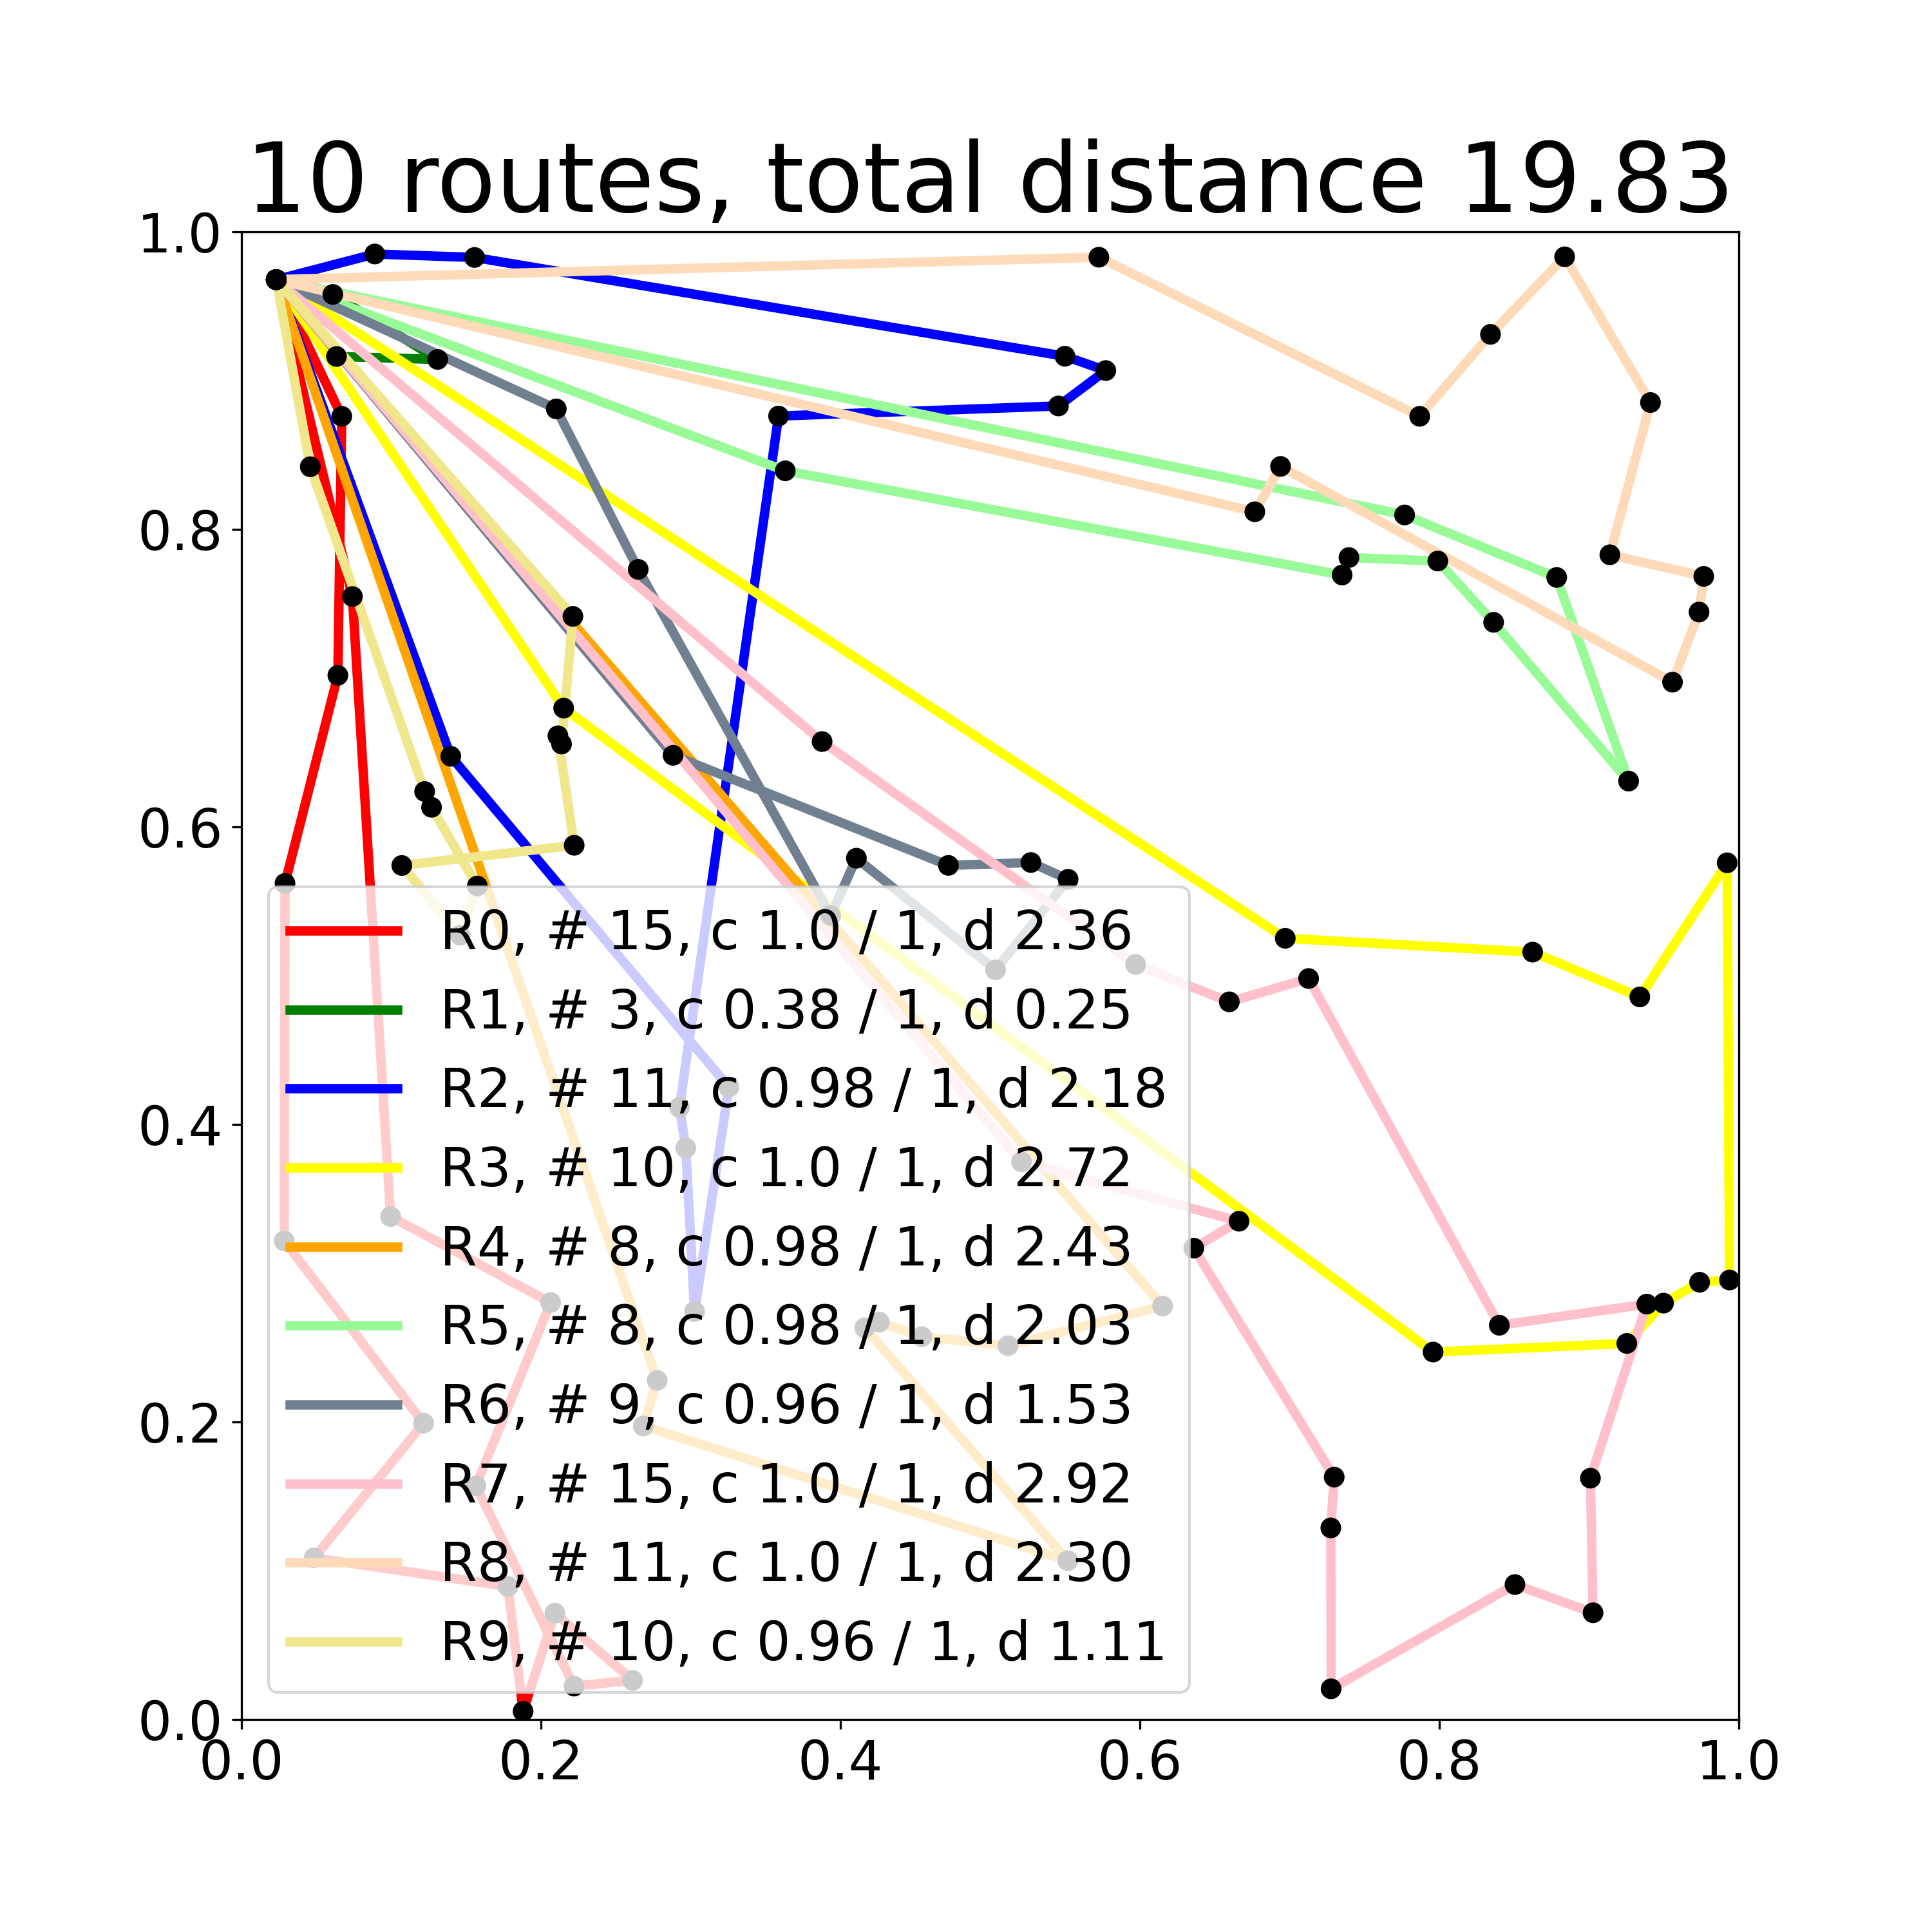 10 routes, total distance 19.83
1.0
0.8
0.6
0.4
0.2
0.0
R0, # 15, c 1.0 / 1, d 2.36
R1, # 3, c 0.38 / 1, d 0.25
R2, # 11, c 0.98 / 1, d 2.18
R3, # 10, c 1.0 / 1, d 2.72
R4, # 8, c 0.98 / 1, d 2.43
R5, # 8, c 0.98 / 1, d 2.03
R6, # 9, c 0.96 / 1, d 1.53
R7, # 15, c 1.0 / 1, d 2.92
R8, # 11, c 1.0 / 1, d 2.30
R9, # 10, c 0.96 / 1, d 1.11
0.0 0.2 0.4 0.6 0.8 1.0